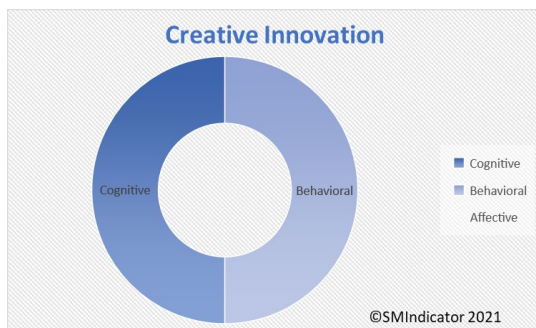 Creative Innovation
Cognitive
Behavioral
Cognitive
Behavioral
Affective
©SMIndicator 2021